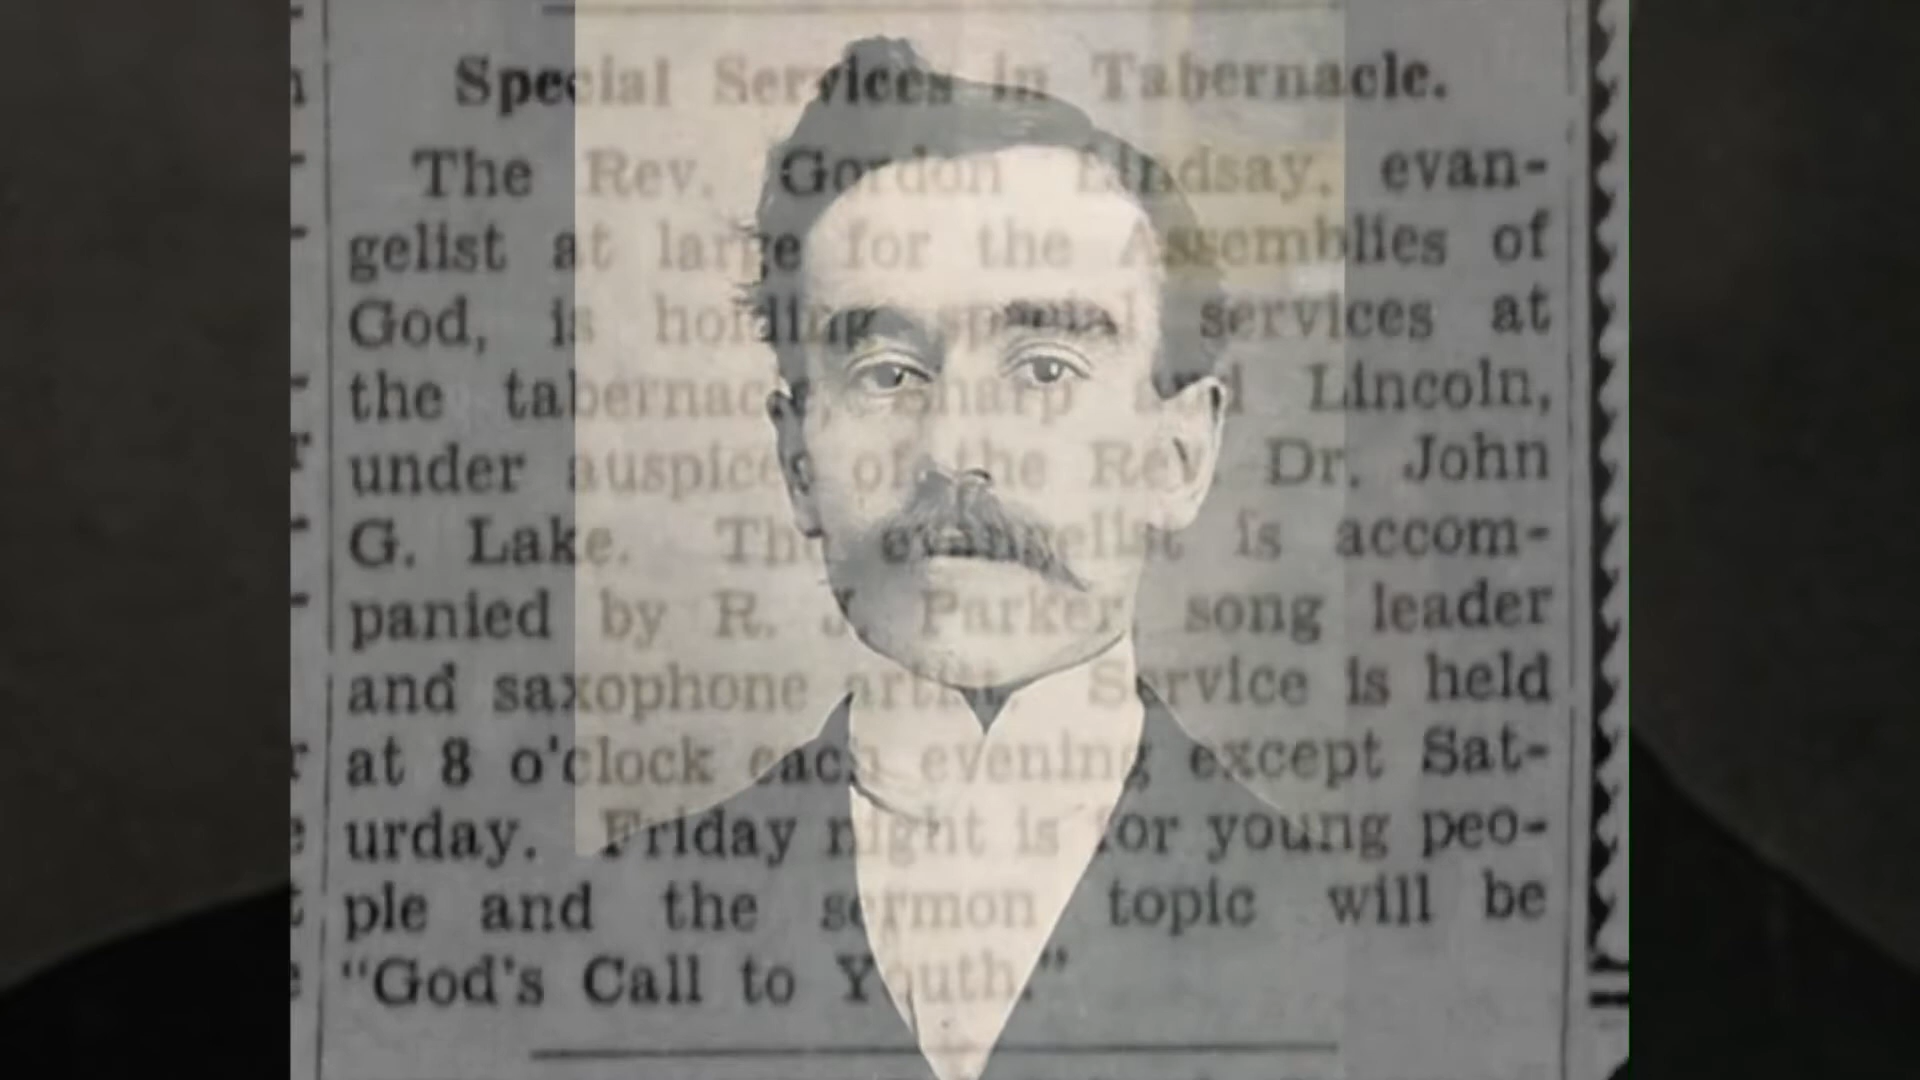 Special Services in Tabernacle.
The Rev. Gordon Lindsay, evan-
gelist at large for the Assemblies of
God, is holding special services at
the tabernacle, Sharp and Lincoln,
under auspices of the Rev. Dr. John
G. Lake. The evangelist is accom-
panied by R. J. Parker, song leader
and saxophone artist. Service is held
at 8 o'clock each evening except Sat-
urday. Friday night is for young peo-
ple and the sermon topic will be
"God's Call to Youth."